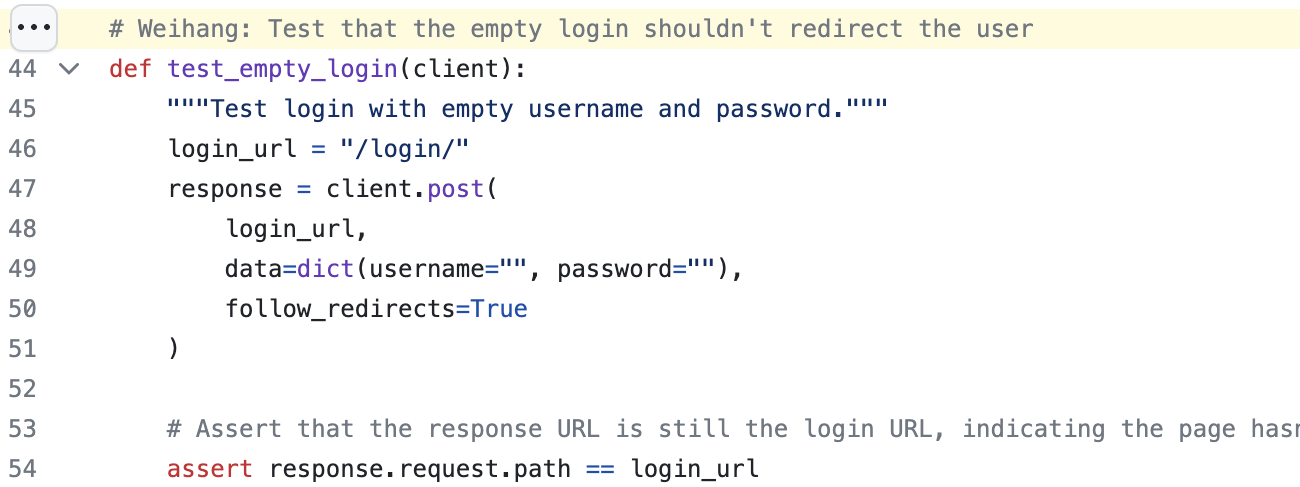 # Weihang: Test that the empty login shouldn't redirect the user
44 def test_empty_login(client):
45 """Test login with empty username and password."""
46 login_url = "/login/"
47 response = client.post(
48 login_url,
49 data=dict(username="", password=""),
50 follow_redirects=True
51 )
52
53 # Assert that the response URL is still the login URL, indicating the page
54 assert response.request.path == login_url